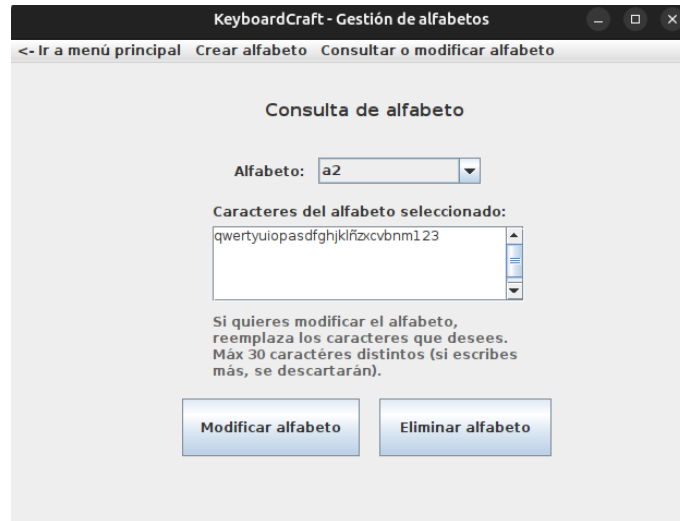 KeyboardCraft - Gestión de alfabetos
<- Ir a menú principal Crear alfabeto Consultar o modificar alfabeto
Consulta de alfabeto
Alfabeto: a2
Caracteres del alfabeto seleccionado:
qwertyuiopasdfghjklñzxcvbnm123
Si quieres modificar el alfabeto,
reemplaza los caracteres que desees.
Máx 30 caractéres distintos (si escribes
más, se descartarán).
Modificar alfabeto Eliminar alfabeto